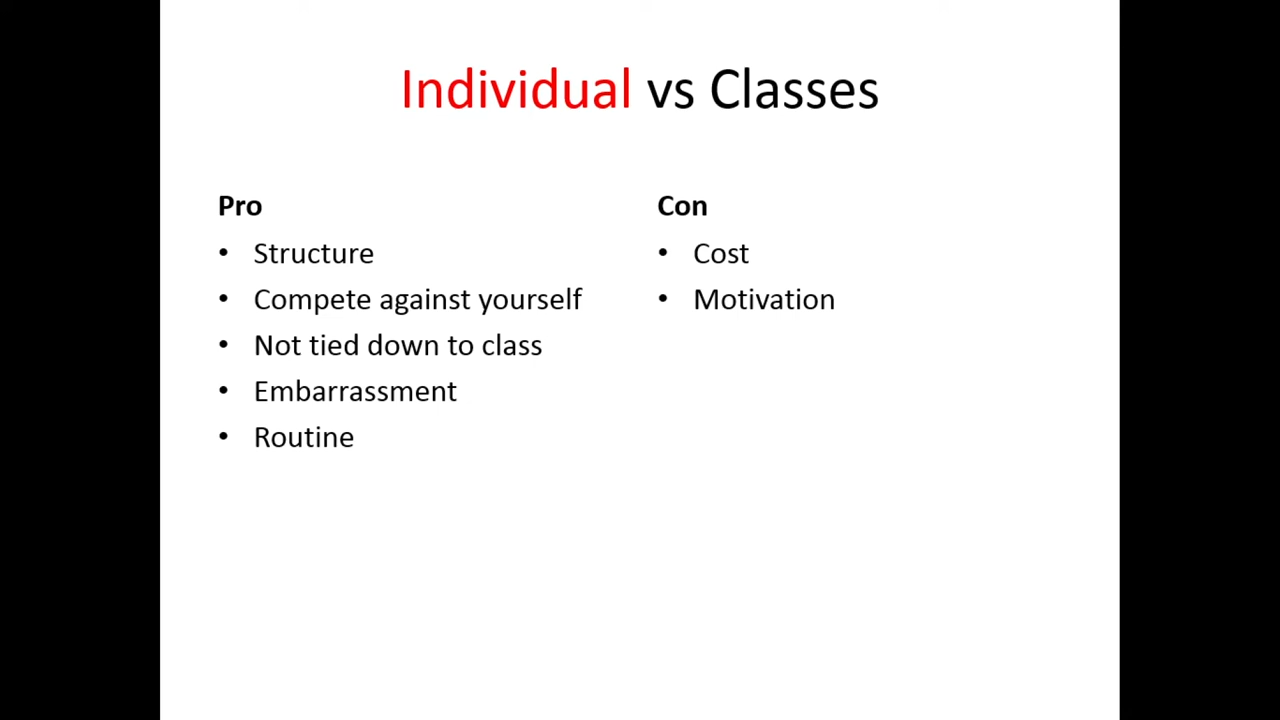 Individual vs Classes
Pro
• Structure
• Compete against yourself
• Not tied down to class
• Embarrassment
• Routine
Con
• Cost
• Motivation